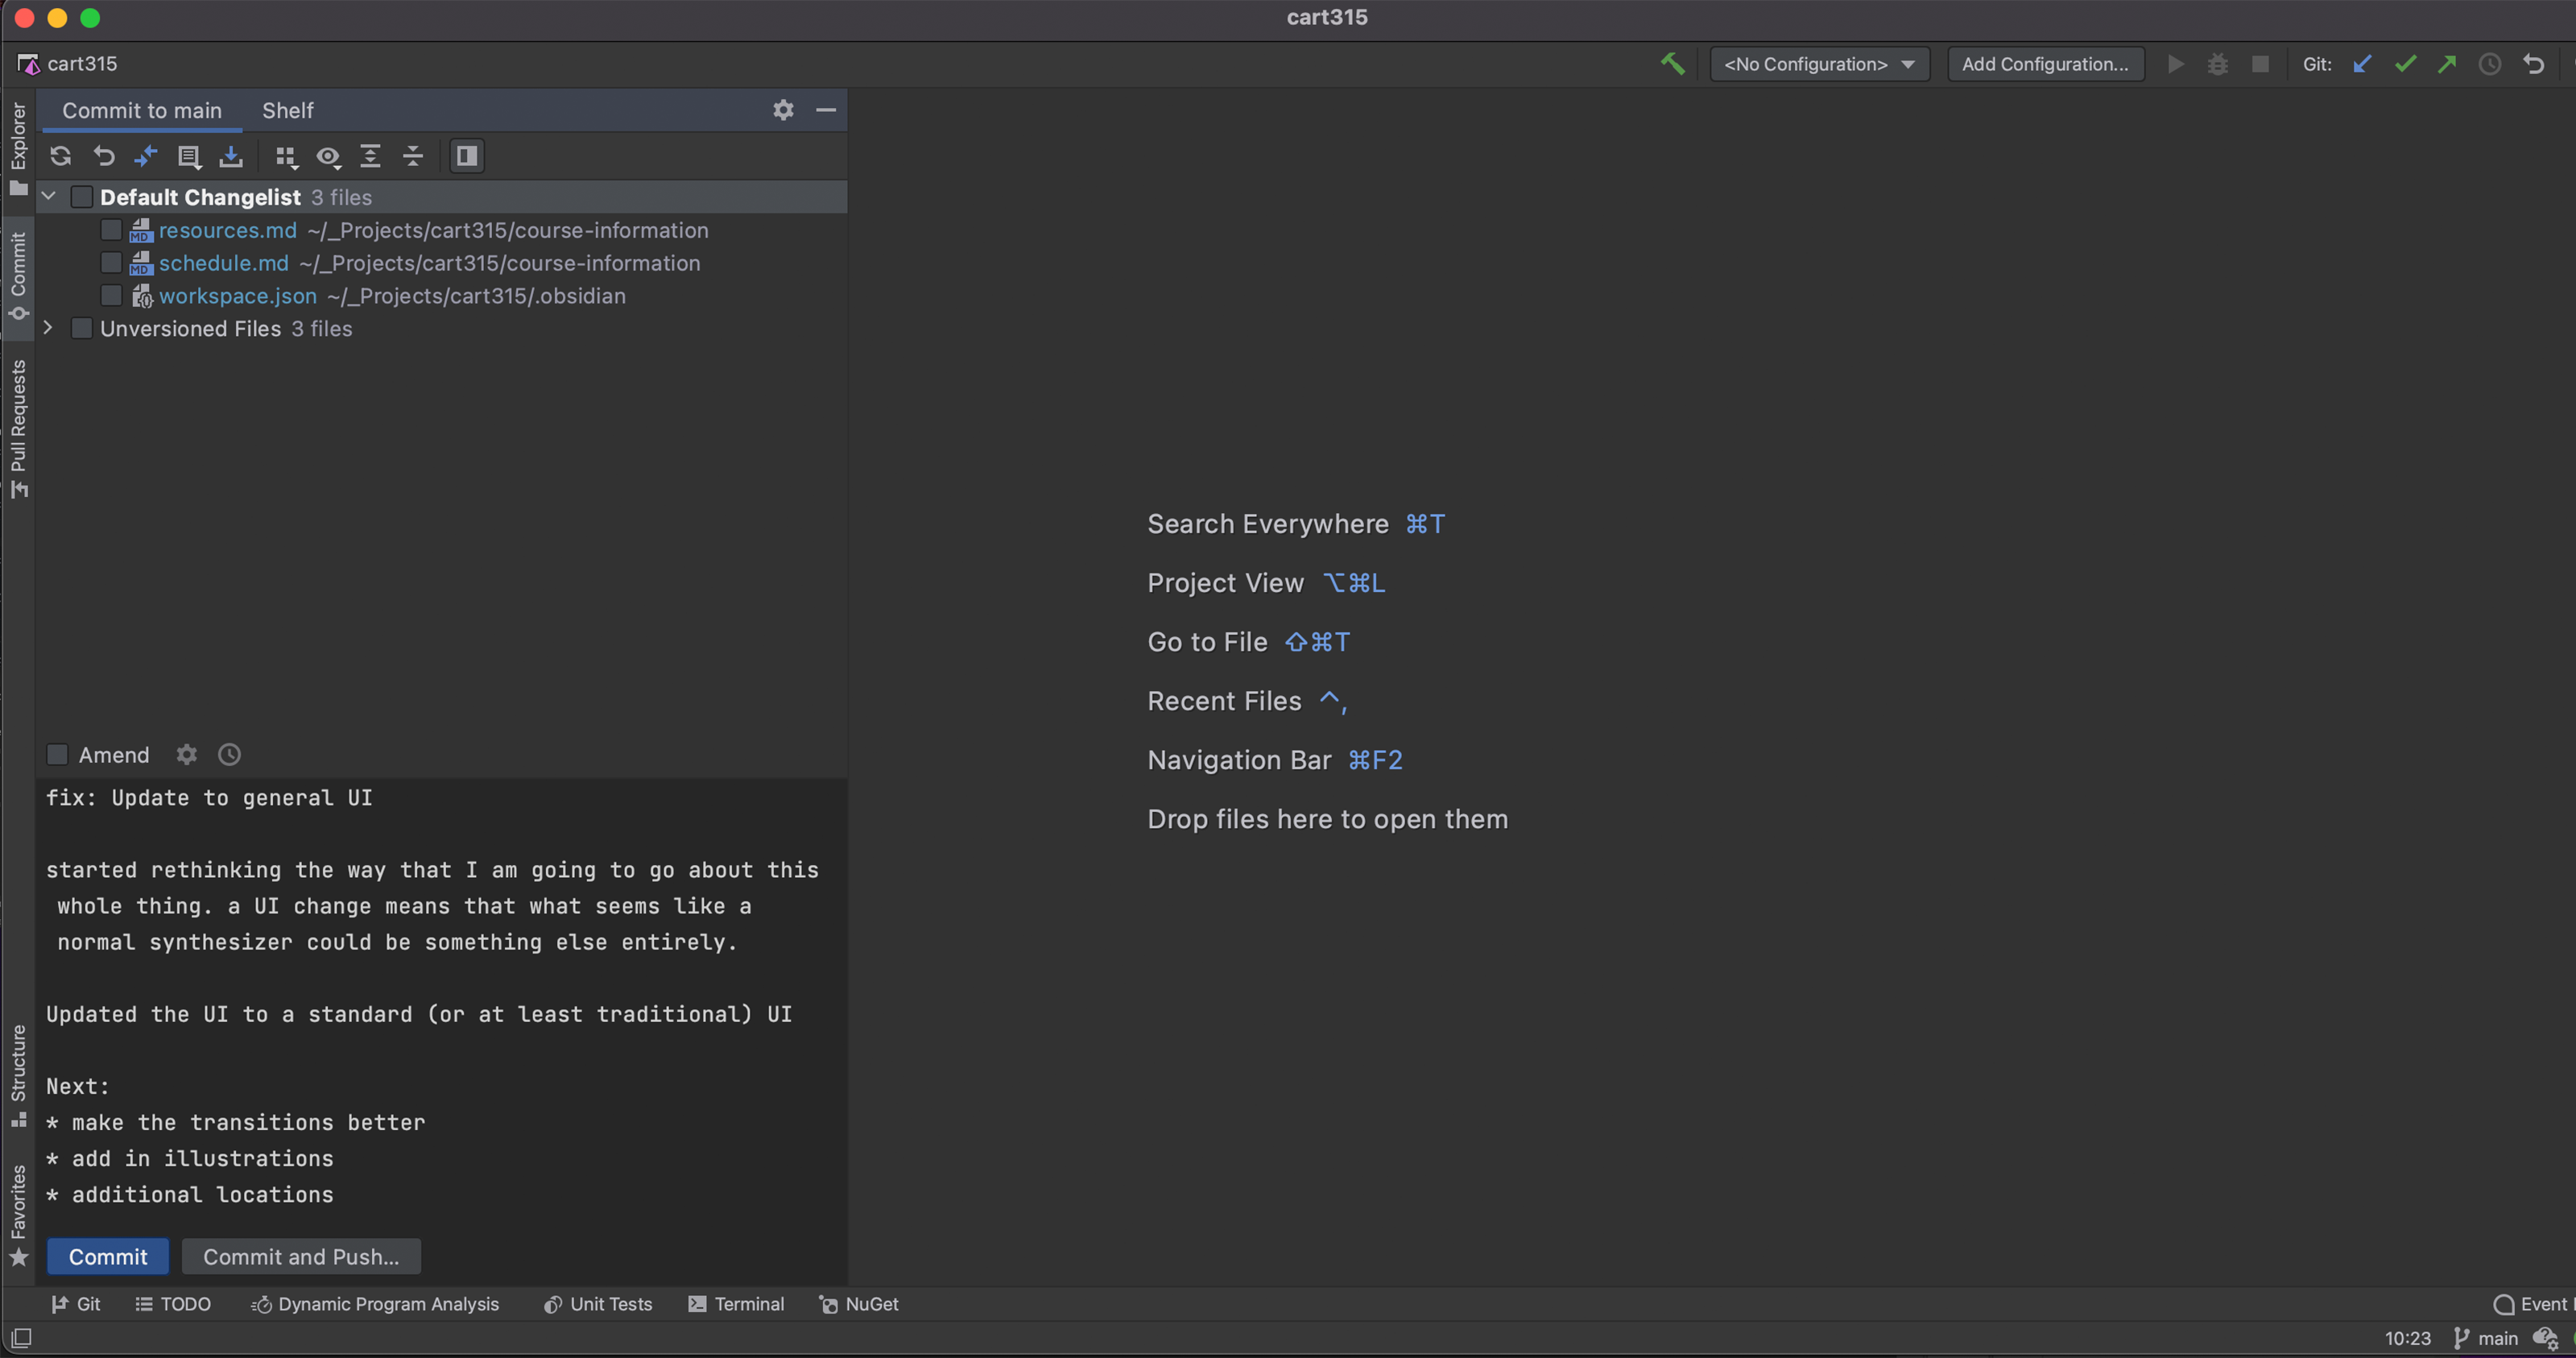 cart315
cart315
<No Configuration>
Add Configuration...
Git:
Explorer
Commit
Pull Requests
Structure
Favorites
Commit to main
Shelf
Default Changelist 3 files
MD resources.md ~/_Projects/cart315/course-information
MD schedule.md ~/_Projects/cart315/course-information
workspace.json ~/_Projects/cart315/.obsidian
Unversioned Files 3 files
Amend
fix: Update to general UI
started rethinking the way that I am going to go about this
whole thing. a UI change means that what seems like a
normal synthesizer could be something else entirely.
Updated the UI to a standard (or at least traditional) UI
Next:
* make the transitions better
* add in illustrations
* additional locations
Commit
Commit and Push...
Search Everywhere ⌘T
Project View ⌥⌘L
Go to File ⇧⌘T
Recent Files ^,
Navigation Bar ⌘F2
Drop files here to open them
Git
TODO
Dynamic Program Analysis
Unit Tests
Terminal
NuGet
Event
10:23
main